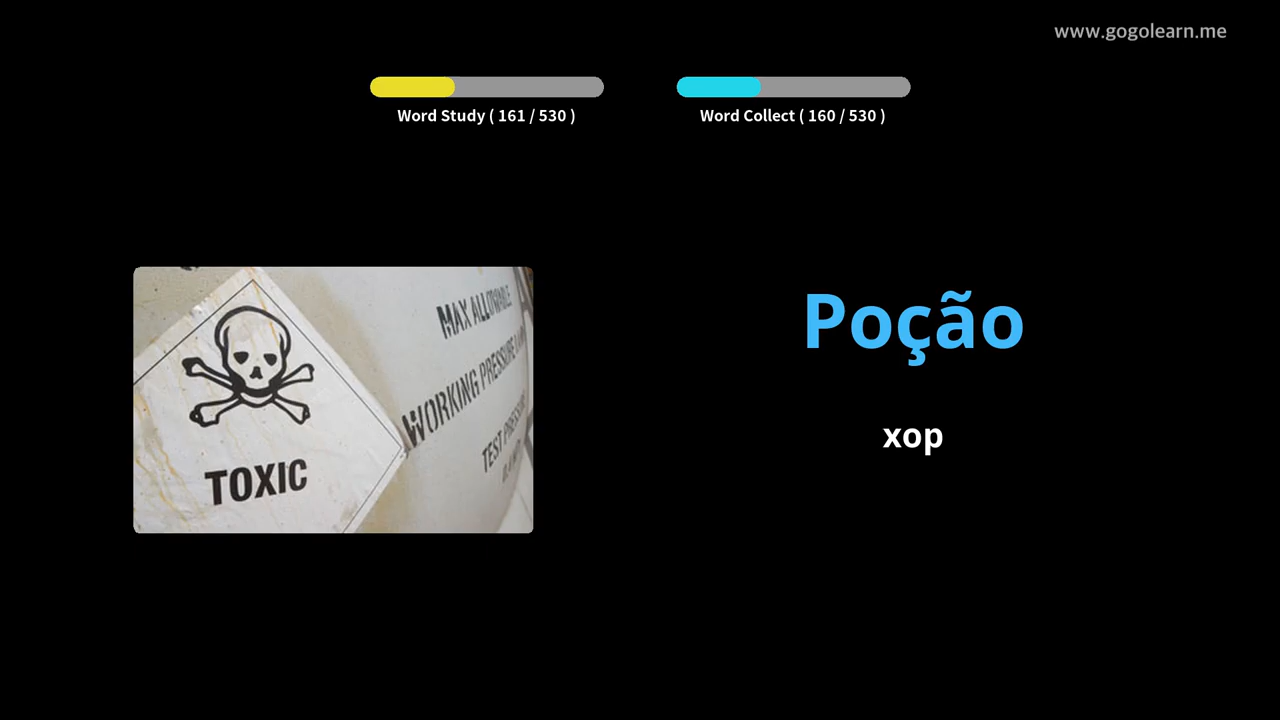 www.gogolearn.me
Word Study ( 161 / 530 )
Word Collect ( 160 / 530 )
MAX ALLOWABLE
WORKING PRESSURE
TEST PRESSURE
TOXIC
Poção
xop